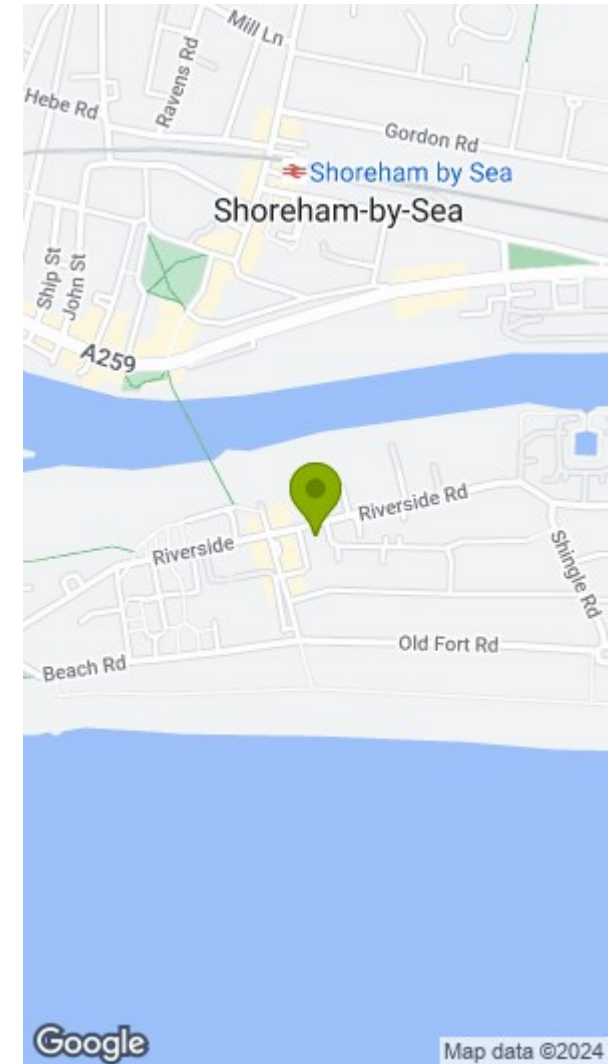 Mill Ln
Ravens Rd
Hebe Rd
Gordon Rd
Shoreham by Sea
Shoreham-by-Sea
Ship St
John St
A259
Riverside Rd
Riverside
Shingle Rd
Old Fort Rd
Beach Rd
Google
Map data ©2024